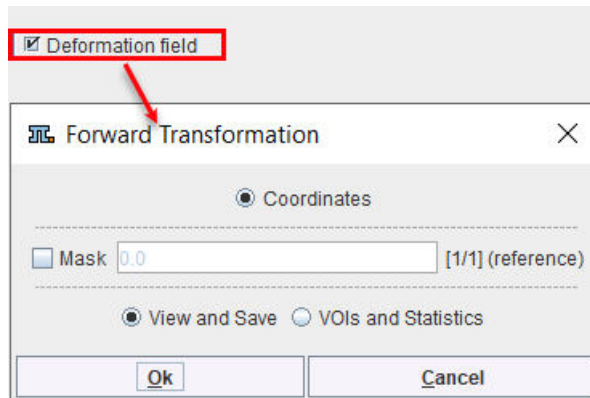 Deformation field
Forward Transformation
Coordinates
Mask 0.0 [1/1] (reference)
View and Save VOIs and Statistics
Ok Cancel